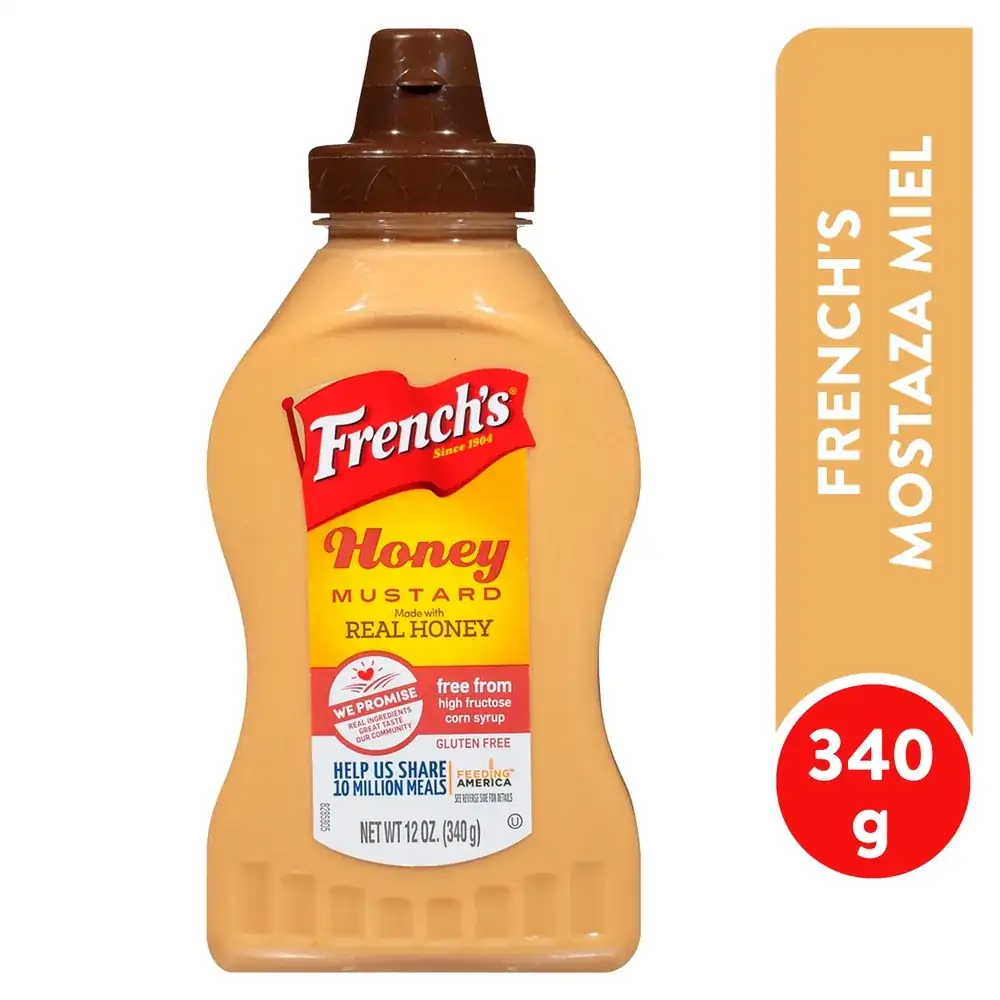 French's®
Since 1904
Honey
MUSTARD
Made with
REAL HONEY
WE PROMISE
REAL INGREDIENTS
GREAT TASTE
OUR COMMUNITY
free from
high fructose
corn syrup
GLUTEN FREE
HELP US SHARE
10 MILLION MEALS
FEEDING™
AMERICA
SEE REVERSE SIDE FOR DETAILS
8285805
NET WT 12 OZ. (340 g)
U
FRENCH'S
MOSTAZA MIEL
340
g